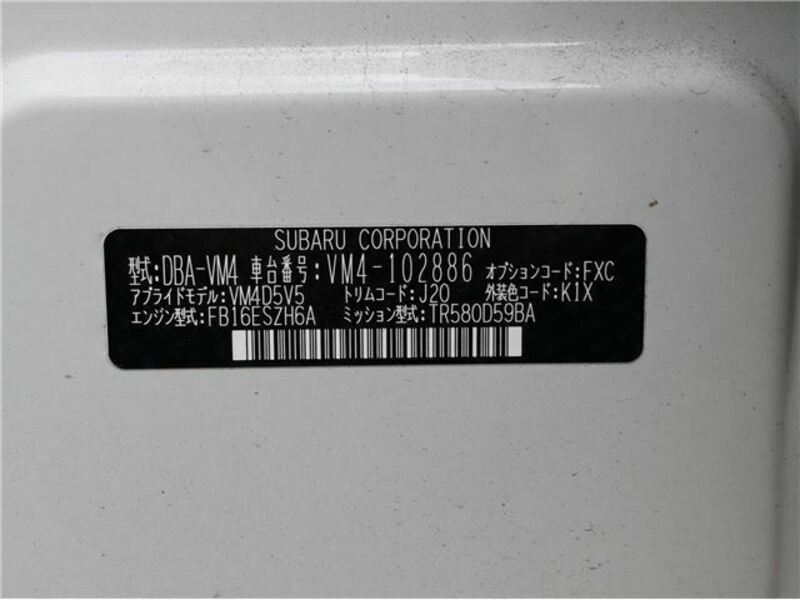 SUBARU CORPORATION
型式:DBA-VM4 車台番号:VM4-102886 オプションコード:FXC
アプライドモデル:VM4D5V5 トリムコード:J20 外装色コード:K1X
エンジン型式:FB16ESZH6A ミッション型式:TR580D59BA